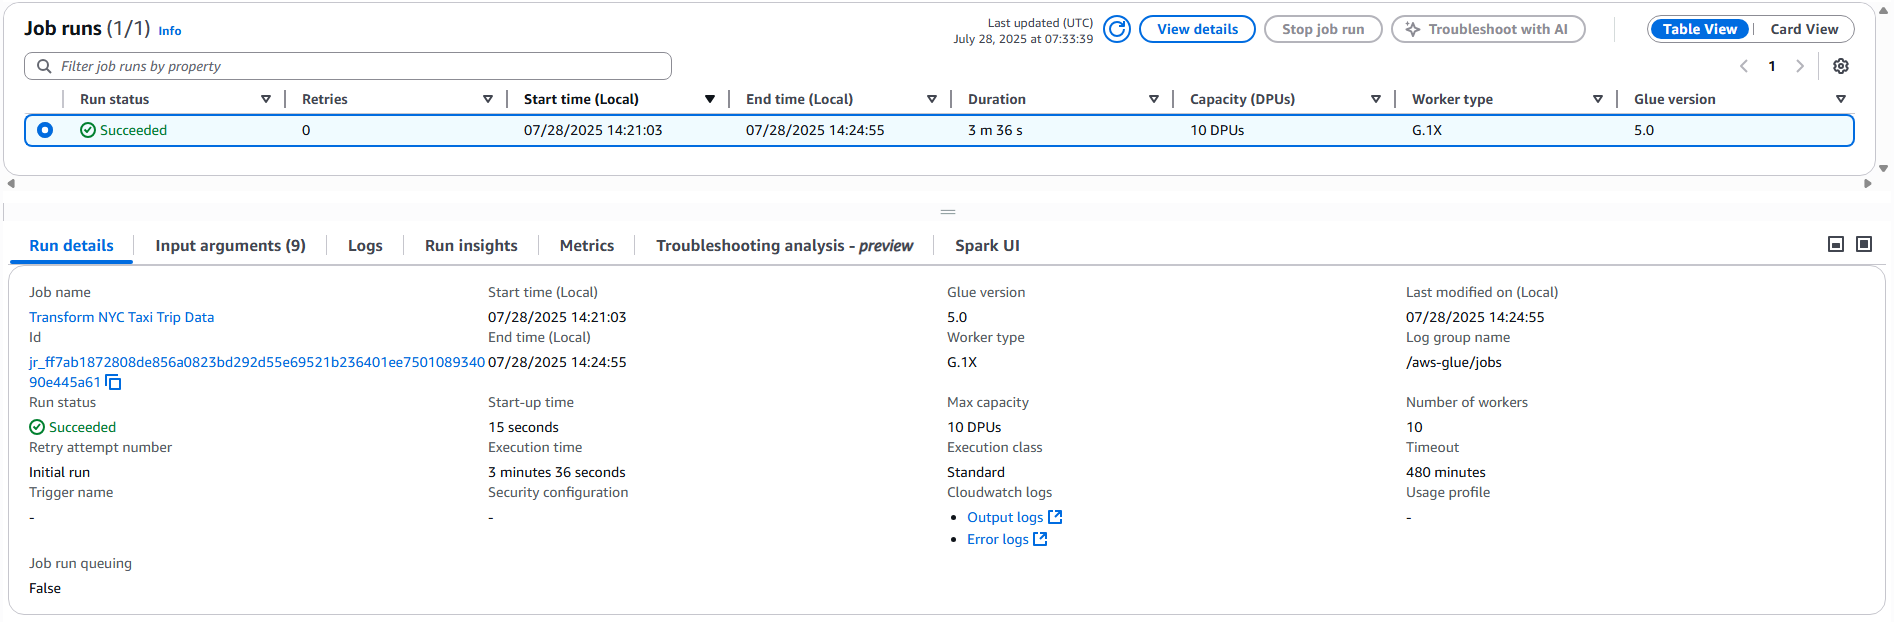 Job runs (1/1) Info
Last updated (UTC)
July 28, 2025 at 07:33:39
View details
Stop job run
Troubleshoot with AI
Table View
Card View
Filter job runs by property
1
Run status Retries Start time (Local) End time (Local) Duration Capacity (DPUs) Worker type Glue version
Succeeded 0 07/28/2025 14:21:03 07/28/2025 14:24:55 3 m 36 s 10 DPUs G.1X 5.0
Run details Input arguments (9) Logs Run insights Metrics Troubleshooting analysis - preview Spark UI
Job name Start time (Local) Glue version Last modified on (Local)
Transform NYC Taxi Trip Data 07/28/2025 14:21:03 5.0 07/28/2025 14:24:55
Id End time (Local) Worker type Log group name
jr_ff7ab1872808de856a0823bd292d55e69521b236401ee7501089340 07/28/2025 14:24:55 G.1X /aws-glue/jobs
90e445a61
Run status Start-up time Max capacity Number of workers
Succeeded 15 seconds 10 DPUs 10
Retry attempt number Execution time Execution class Timeout
Initial run 3 minutes 36 seconds Standard 480 minutes
Trigger name Security configuration Cloudwatch logs Usage profile
- - • Output logs -
• Error logs
Job run queuing
False